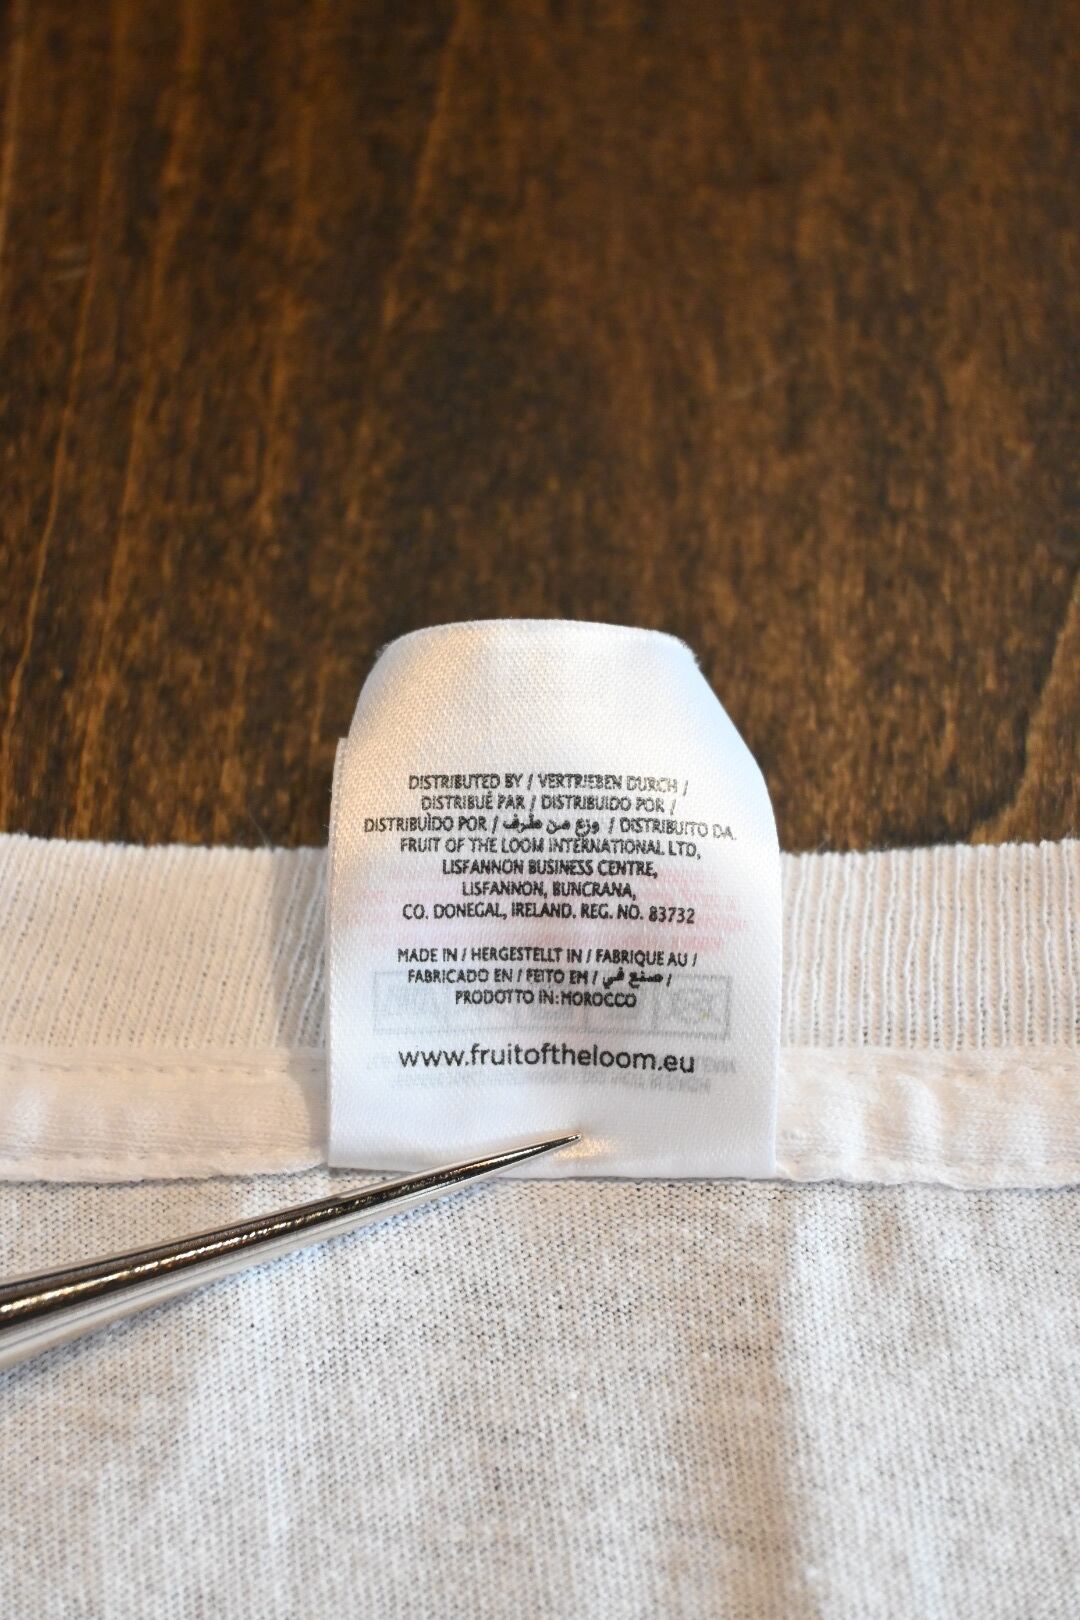 DISTRIBUTED BY / VERTRIEBEN DURCH /
DISTRIBUÉ PAR / DISTRIBUIDO POR /
DISTRIBUÌDO POR / وزع من طرف / DISTRIBUITO DA.
FRUIT OF THE LOOM INTERNATIONAL LTD,
LISFANNON BUSINESS CENTRE,
LISFANNON, BUNCRANA,
CO. DONEGAL, IRELAND. REG. NO. 83732
MADE IN / HERGESTELLT IN / FABRIQUE AU /
FABRICADO EN / FEITO EM / صنع في /
PRODOTTO IN: MOROCCO
www.fruitoftheloom.eu